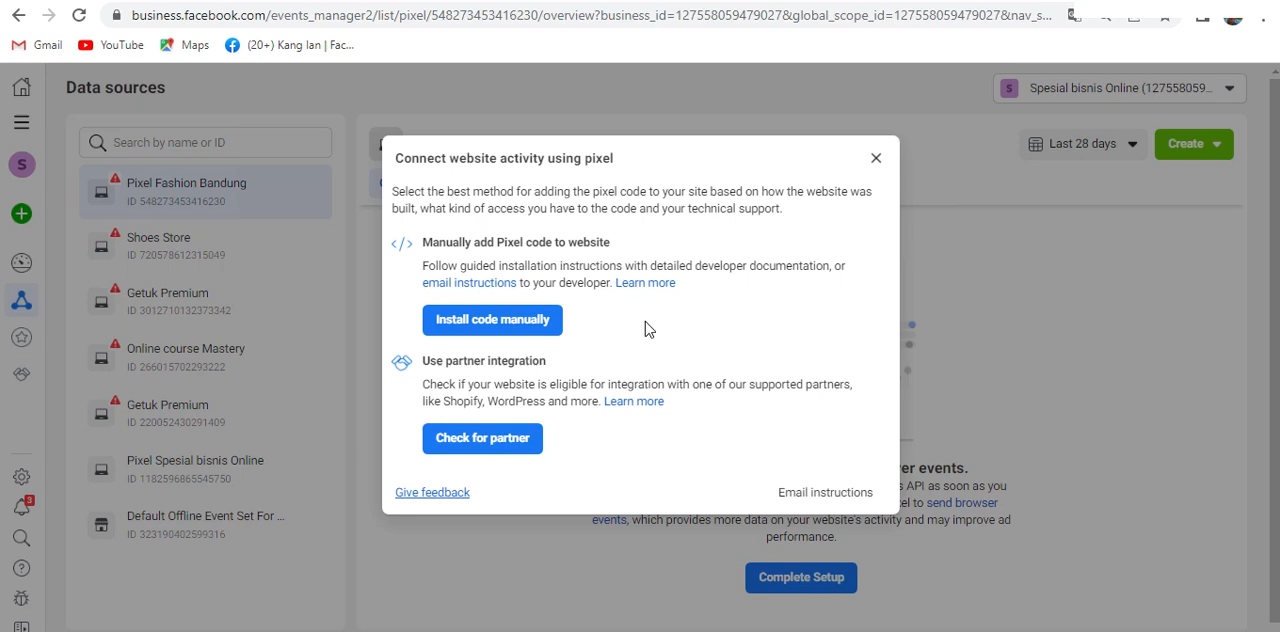 business.facebook.com/events_manager2/list/pixel/548273453416230/overview?business_id=127558059479027&global_scope_id=127558059479027&nav_s...
Gmail
YouTube
Maps
(20+) Kang Ian | Fac...
Data sources
S
Spesial bisnis Online (127558059...
Search by name or ID
Last 28 days
Create
S
Pixel Fashion Bandung
ID 548273453416230
Shoes Store
ID 720578612315049
Getuk Premium
ID 3012710132373342
Online course Mastery
ID 266015702293222
Getuk Premium
ID 220052430291409
Pixel Spesial bisnis Online
ID 1182596865545750
Default Offline Event Set For ...
ID 323190402599316
3
Connect website activity using pixel
Select the best method for adding the pixel code to your site based on how the website was
built, what kind of access you have to the code and your technical support.
Manually add Pixel code to website
Follow guided installation instructions with detailed developer documentation, or
email instructions to your developer. Learn more
Install code manually
Use partner integration
Check if your website is eligible for integration with one of our supported partners,
like Shopify, WordPress and more. Learn more
Check for partner
Give feedback
Email instructions
er events.
s API as soon as you
el to send browser
events, which provides more data on your website's activity and may improve ad
performance.
Complete Setup